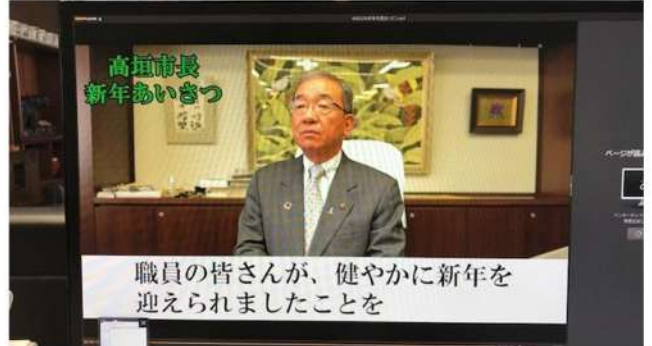 高垣市長
新年あいさつ
職員の皆さんが、健やかに新年を
迎えられましたことを